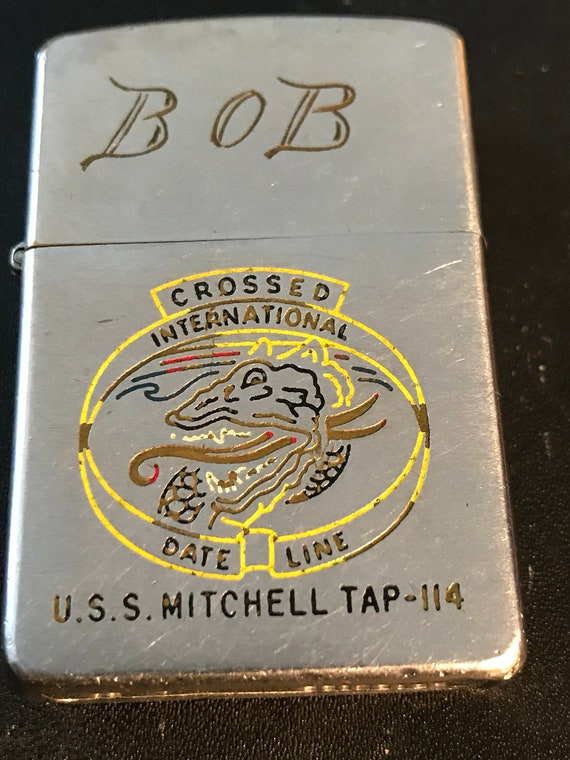 BOB
CROSSED
INTERNATIONAL
DATE LINE
U.S.S. MITCHELL TAP-114